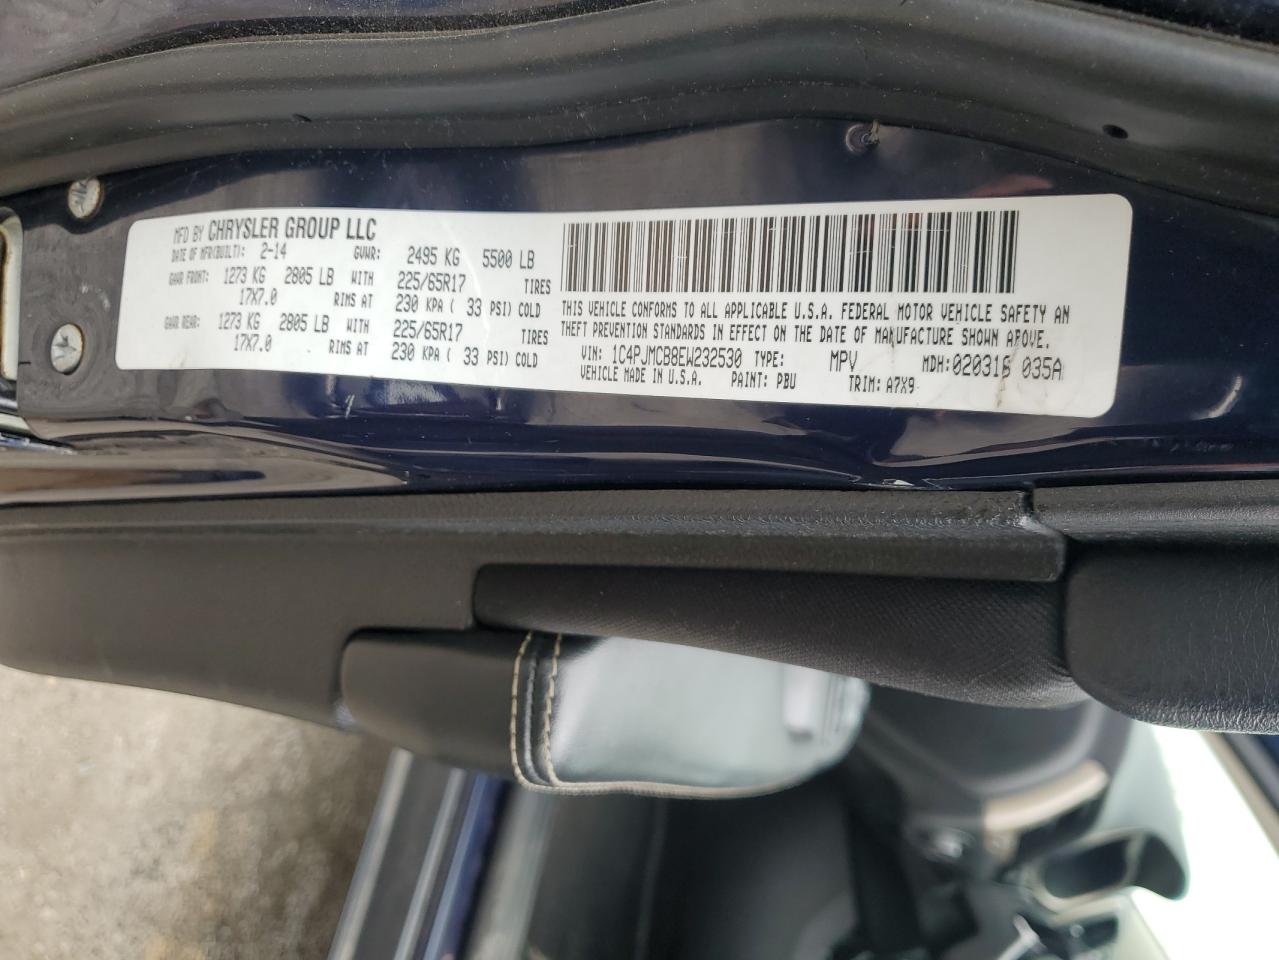 MFD BY CHRYSLER GROUP LLC
DATE OF MFR(BUILT): 2-14 GVWR: 2495 KG 5500 LB
GAWR FRONT: 1273 KG 2805 LB WITH 225/65R17 TIRES
17X7.0 RIMS AT 230 KPA ( 33 PSI) COLD
GAWR REAR: 1273 KG 2805 LB WITH 225/65R17 TIRES
17X7.0 RIMS AT 230 KPA ( 33 PSI) COLD
THIS VEHICLE CONFORMS TO ALL APPLICABLE U.S.A. FEDERAL MOTOR VEHICLE SAFETY AN
THEFT PREVENTION STANDARDS IN EFFECT ON THE DATE OF MANUFACTURE SHOWN ABOVE.
VIN: 1C4PJMCB8EW232530 TYPE: MPV MDH:020316 035A
VEHICLE MADE IN U.S.A. PAINT: PBU TRIM: A7X9